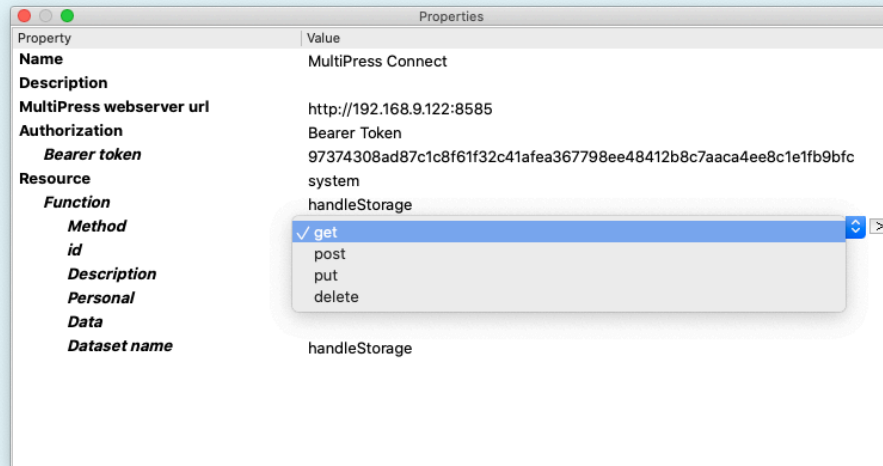 Properties
Property Value
Name MultiPress Connect
Description
MultiPress webserver url http://192.168.9.122:8585
Authorization Bearer Token
Bearer token 97374308ad87c1c8f61f32c41afea367798ee48412b8c7aaca4ee8c1e1fb9bfc
Resource system
Function handleStorage
Method ✓ get >
id post
Description put
Personal delete
Data
Dataset name handleStorage